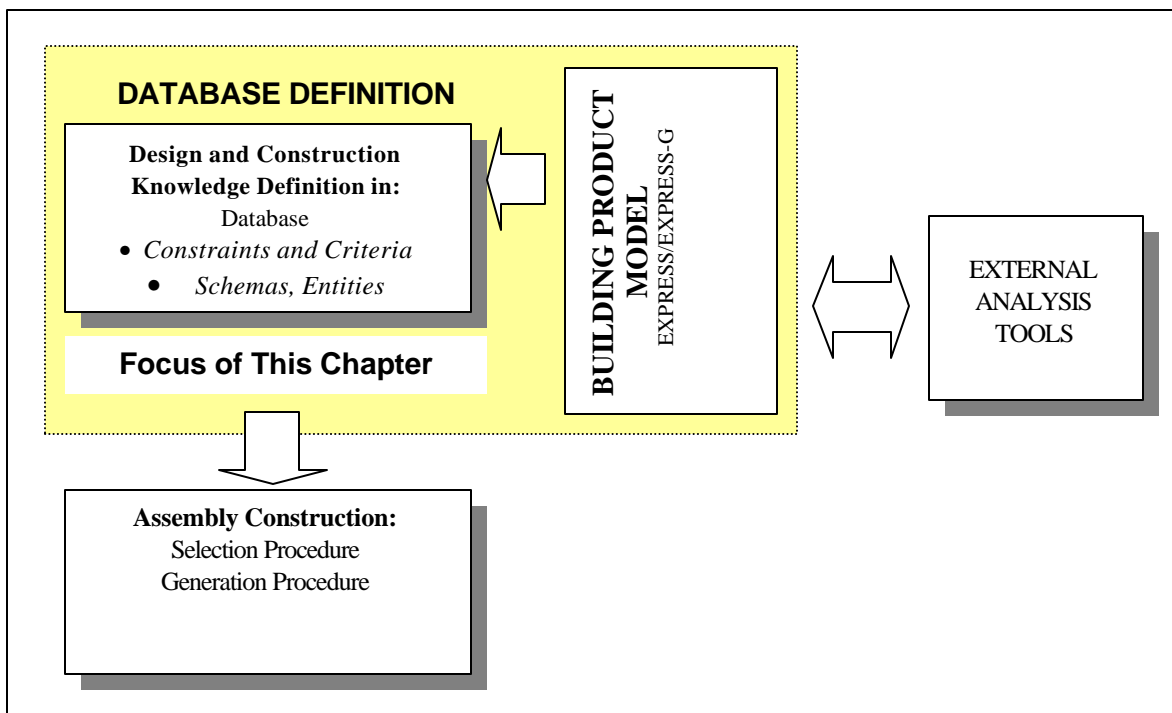 DATABASE DEFINITION
Design and Construction
Knowledge Definition in:
Database
• Constraints and Criteria
• Schemas, Entities
Focus of This Chapter
BUILDING PRODUCT
MODEL
EXPRESS/EXPRESS-G
EXTERNAL
ANALYSIS
TOOLS
Assembly Construction:
Selection Procedure
Generation Procedure